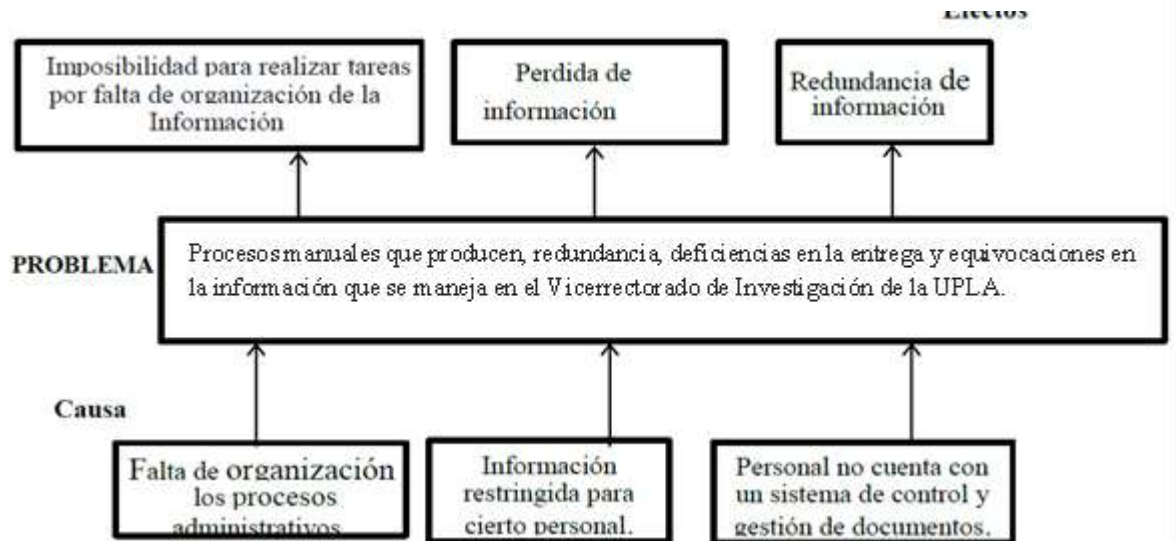 Efectos
Imposibilidad para realizar tareas
por falta de organización de la
Información
Perdida de
información
Redundancia de
información
PROBLEMA
Procesos manuales que producen, redundancia, deficiencias en la entrega y equivocaciones en
la información que se maneja en el Vicerrectorado de Investigación de la UPLA.
Causa
Falta de organización
los procesos
administrativos
Información
restringida para
cierto personal.
Personal no cuenta con
un sistema de control y
gestión de documentos.